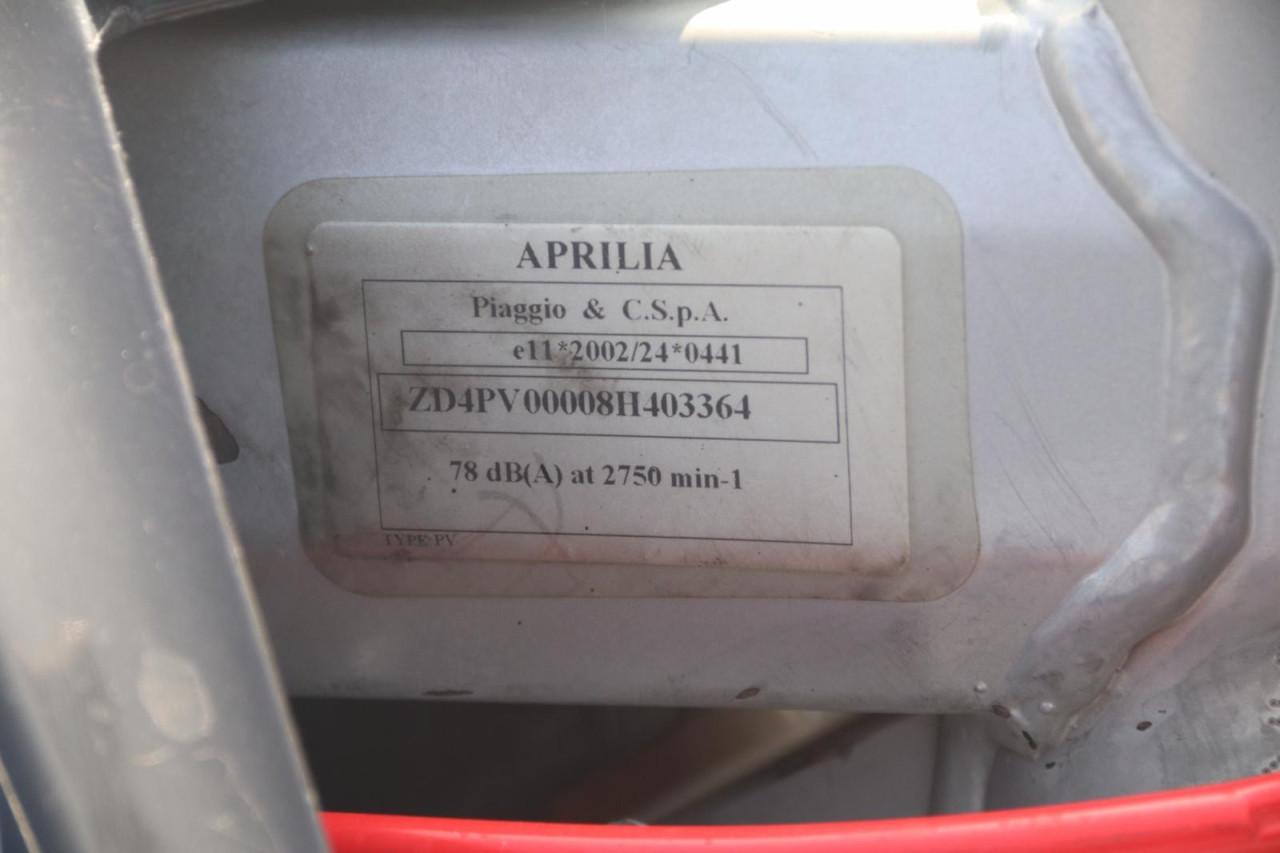 APRILIA
Piaggio & C.S.p.A.
e11*2002/24*0441
ZD4PV00008H403364
78 dB(A) at 2750 min-1
TYPE:PV